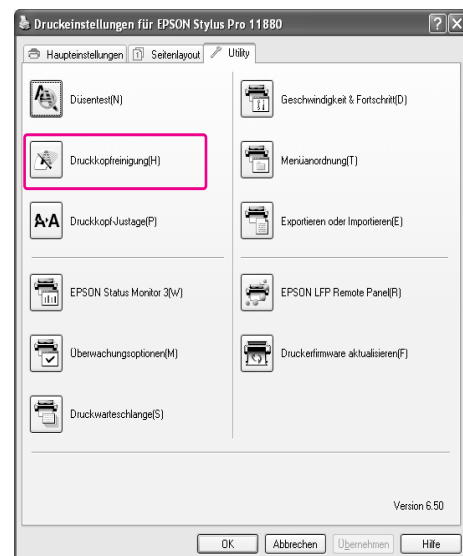 Druckeinstellungen für EPSON Stylus Pro 11880
Haupteinstellungen Seitenlayout Utility
Düsentest(N)
Geschwindigkeit & Fortschritt(D)
Druckkopfreinigung(H)
Menüanordnung(T)
A A Druckkopf-Justage(P)
Exportieren oder Importieren(E)
EPSON Status Monitor 3(W)
EPSON LFP Remote Panel(R)
Überwachungsoptionen(M)
Druckerfirmware aktualisieren(F)
Druckwarteschlange(S)
Version 6.50
OK Abbrechen Übernehmen Hilfe